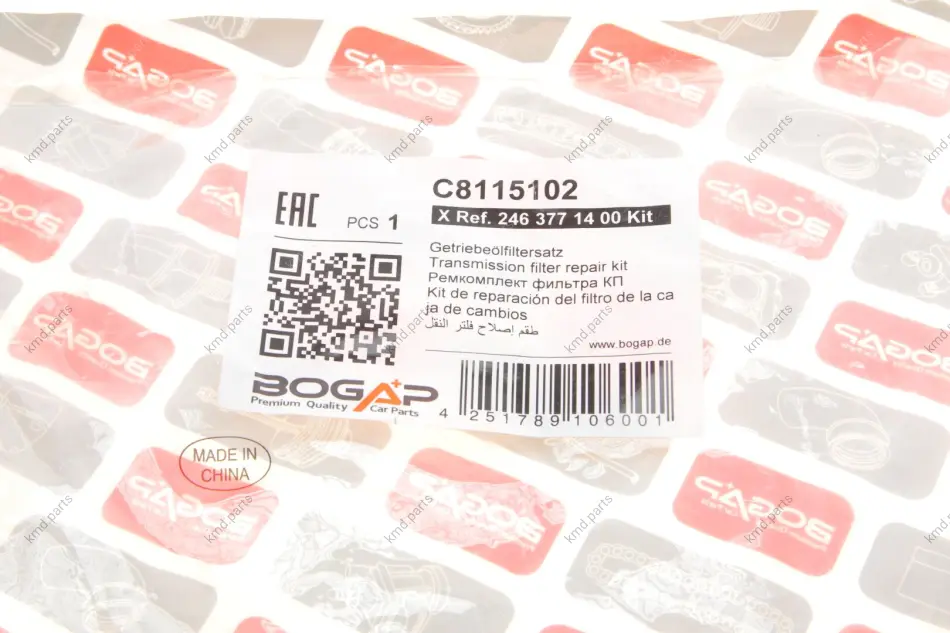 EAC
PCS 1
C8115102
X Ref. 246 377 14 00 Kit
Getriebeölfiltersatz
Transmission filter repair kit
Ремкомплект фильтра КП
Kit de reparación del filtro de la ca
ja de cambios
طقم إصلاح فلتر النقل
www.bogap.de
BOGAP
Premium Quality Car Parts
4 251789 106001
MADE IN
CHINA
kmd.parts